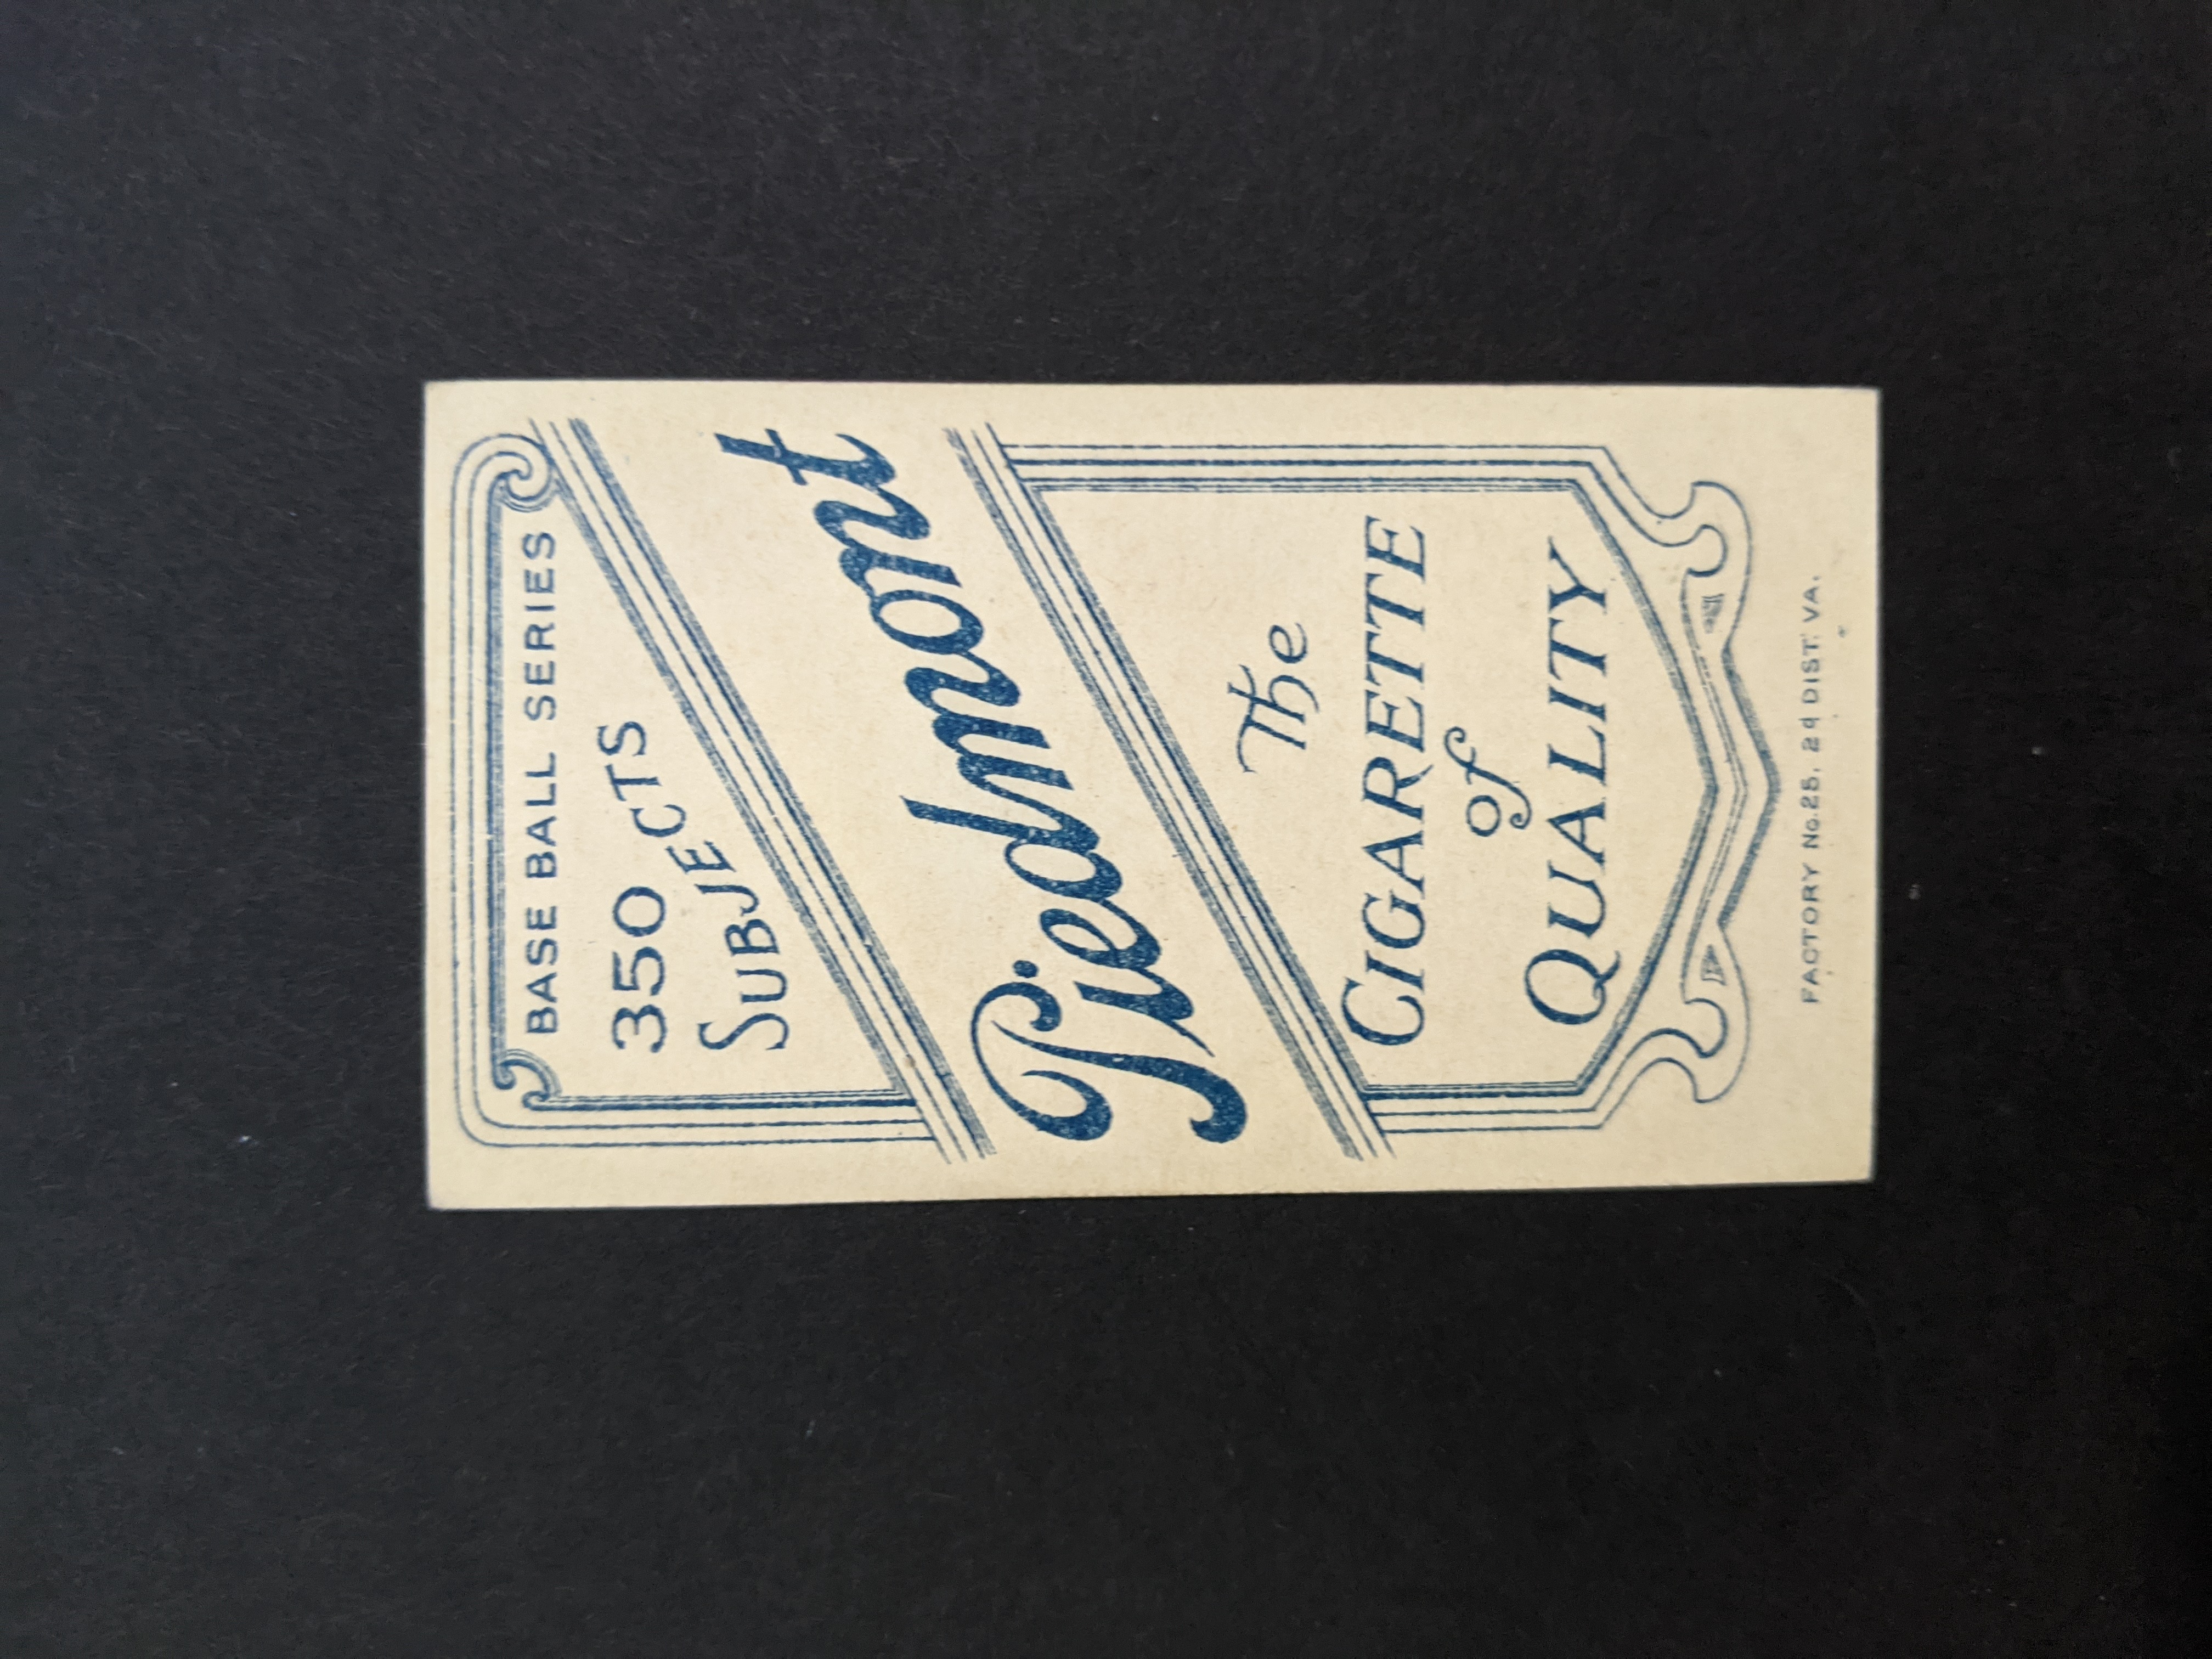 BASE BALL SERIES
350
SUBJECTS
Piedmont
The
CIGARETTE
of
QUALITY
FACTORY No. 25, 2d DIST. VA.